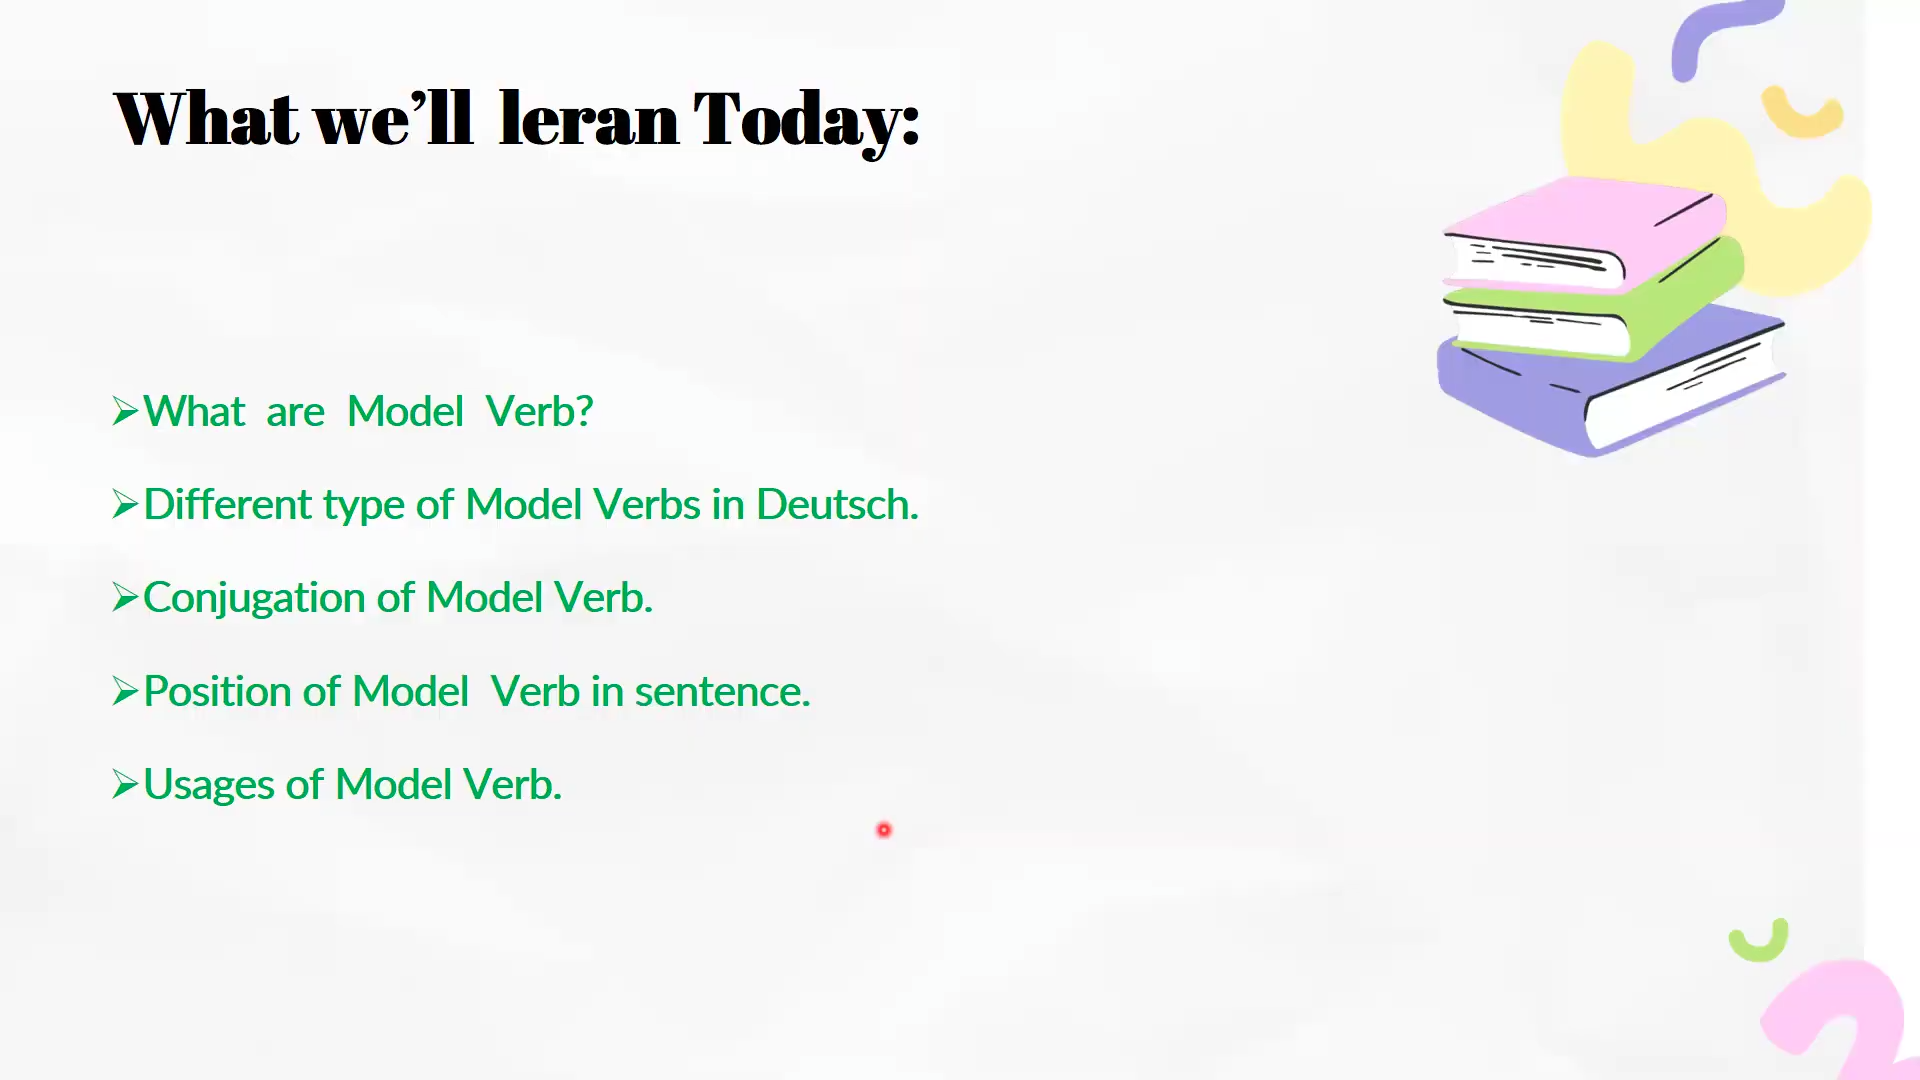 What we’ll leran Today:
➢What are Model Verb?
➢Different type of Model Verbs in Deutsch.
➢Conjugation of Model Verb.
➢Position of Model Verb in sentence.
➢Usages of Model Verb.